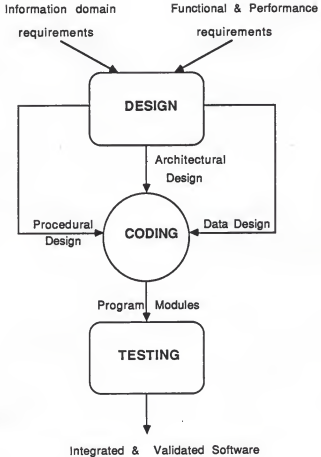 Information domain
requirements
Functional & Performance
requirements
DESIGN
Architectural
Design
Procedural
Design
CODING
Data Design
Program Modules
TESTING
Integrated & Validated Software